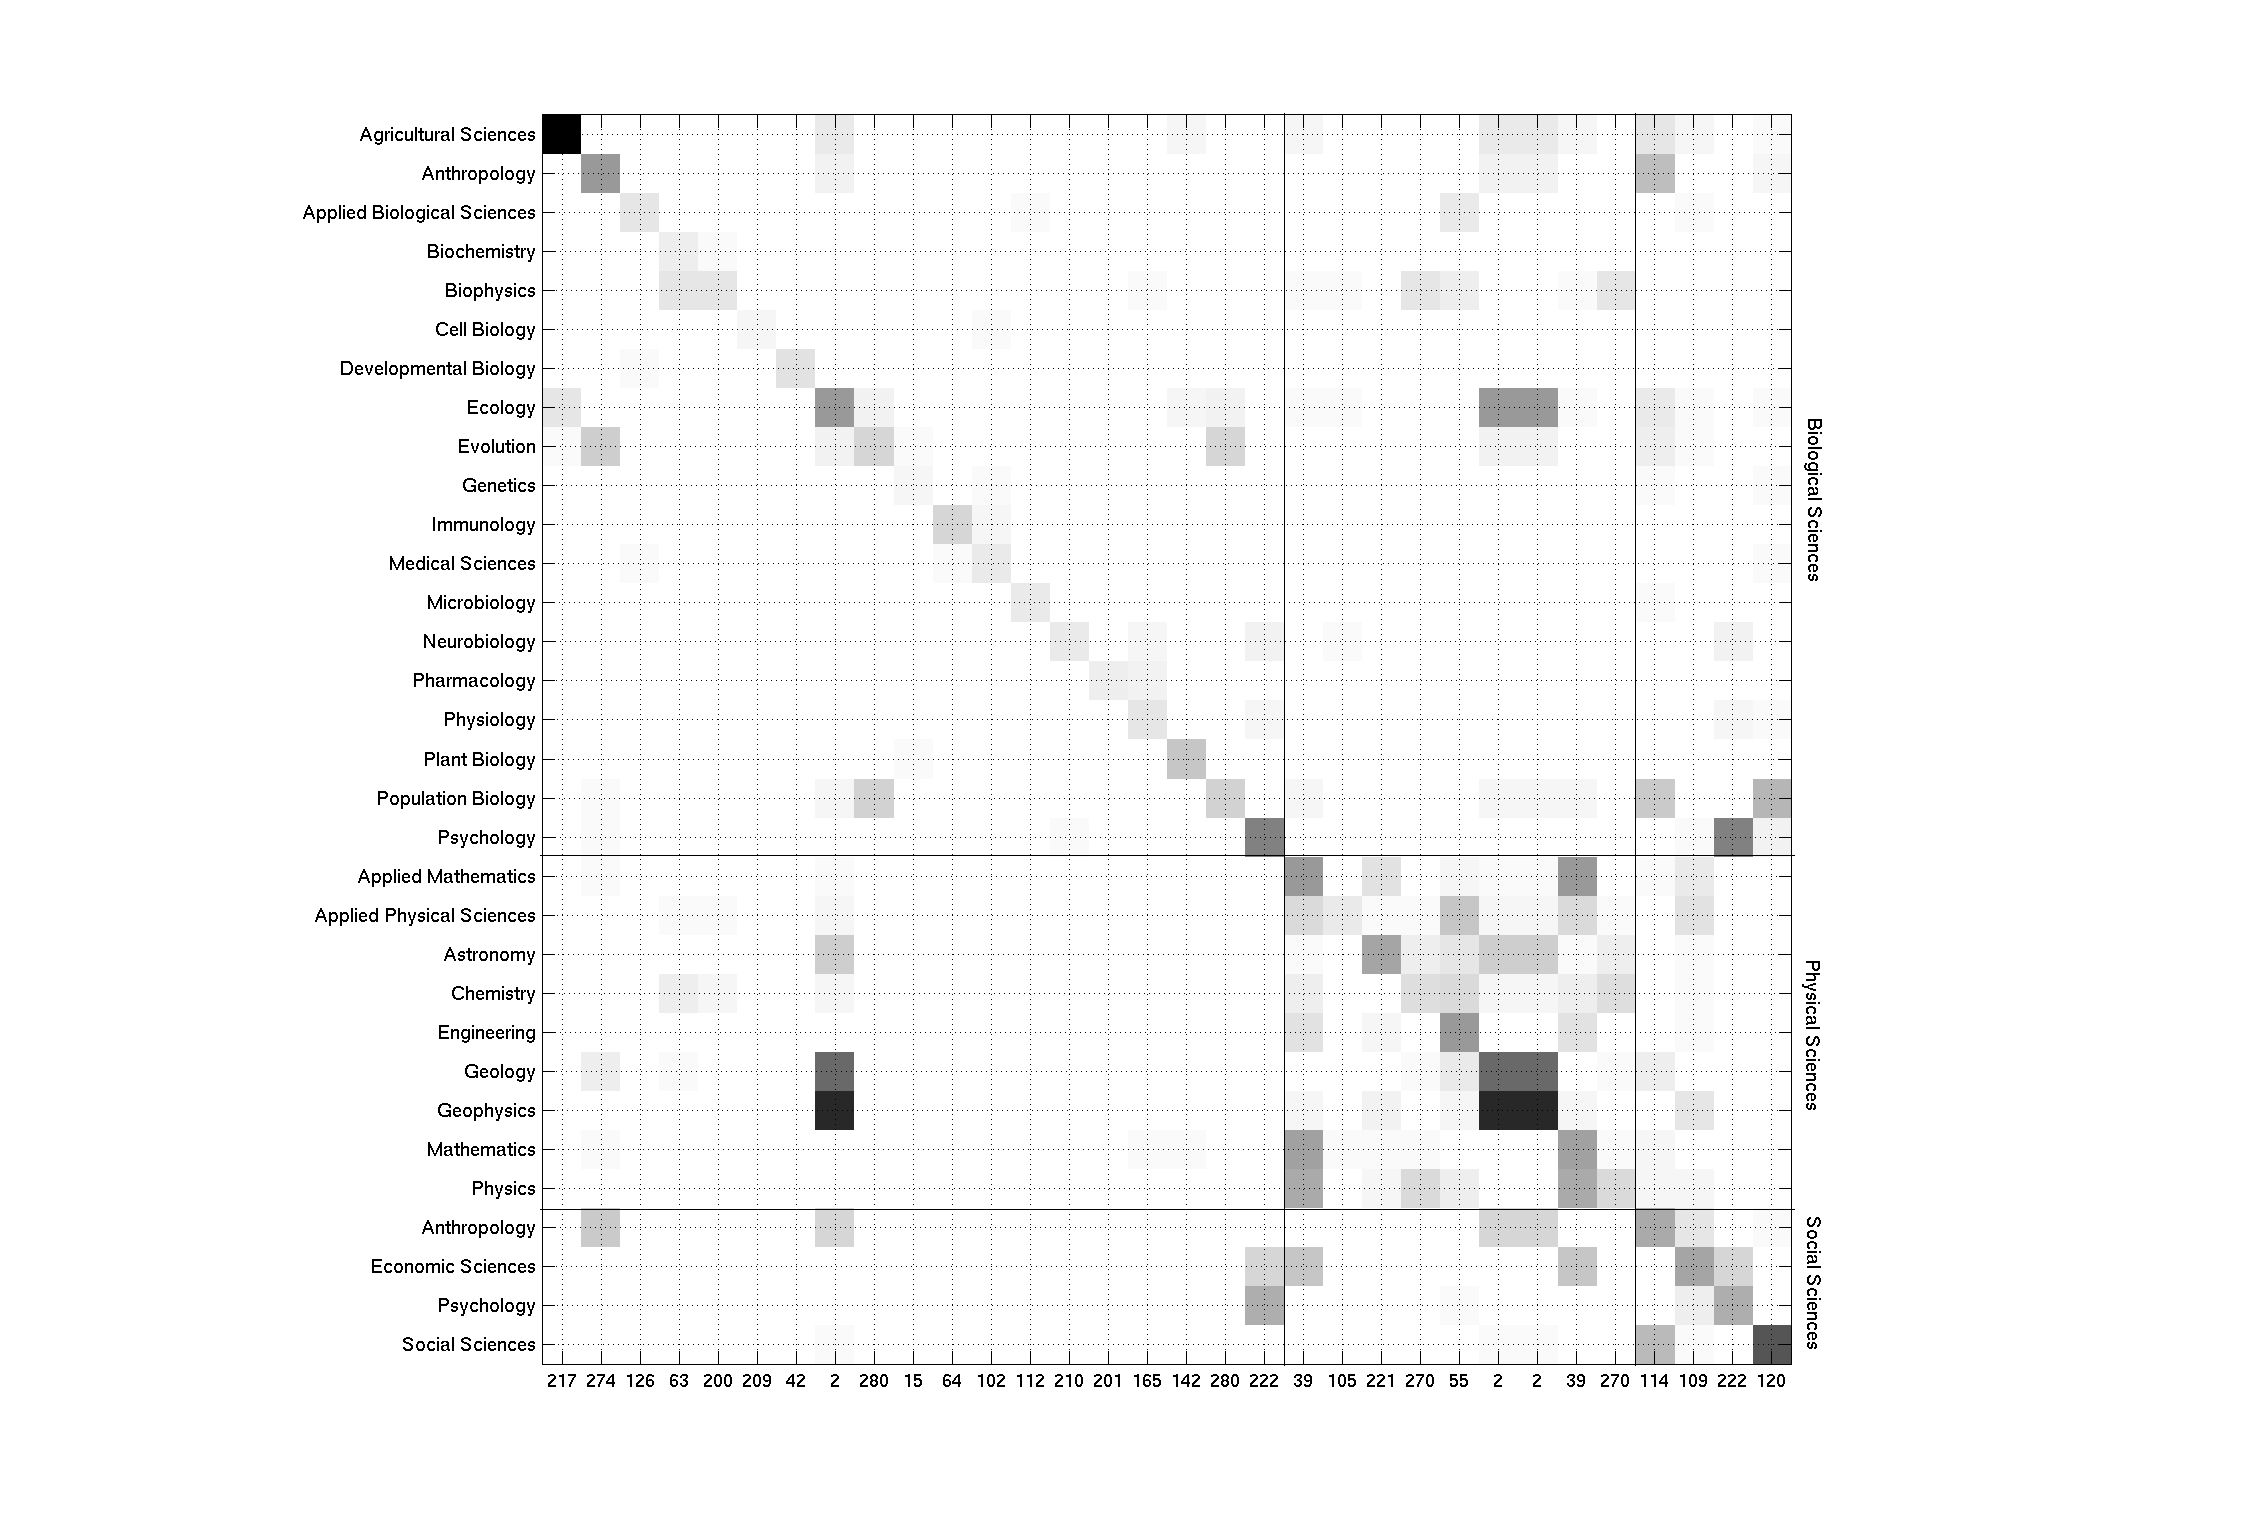 Agricultural Sciences
Anthropology
Applied Biological Sciences
Biochemistry
Biophysics
Cell Biology
Developmental Biology
Ecology
Evolution
Genetics
Immunology
Medical Sciences
Microbiology
Neurobiology
Pharmacology
Physiology
Plant Biology
Population Biology
Psychology
Applied Mathematics
Applied Physical Sciences
Astronomy
Chemistry
Engineering
Geology
Geophysics
Mathematics
Physics
Anthropology
Economic Sciences
Psychology
Social Sciences
217 274 126 63 200 209 42 2 280 15 64 102 112 210 201 165 142 280 222 39 105 221 270 55 2 2 39 270 114 109 222 120
Biological Sciences
Physical Sciences
Social Sciences